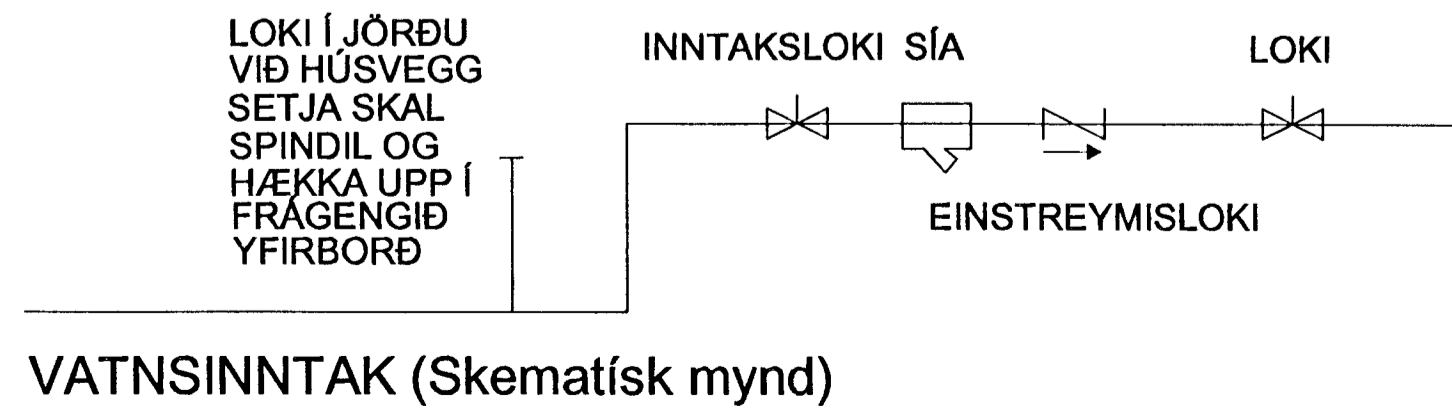 LOKI Í JÖRÐU
VIÐ HÚSVEGG
SETJA SKAL
SPINDIL OG
HÆKKA UPP Í
FRÁGENGIÐ
YFIRBORÐ
INNTAKSLOKI SÍA
LOKI
EINSTREYMISLOKI
VATNSINNTAK (Skematísk mynd)